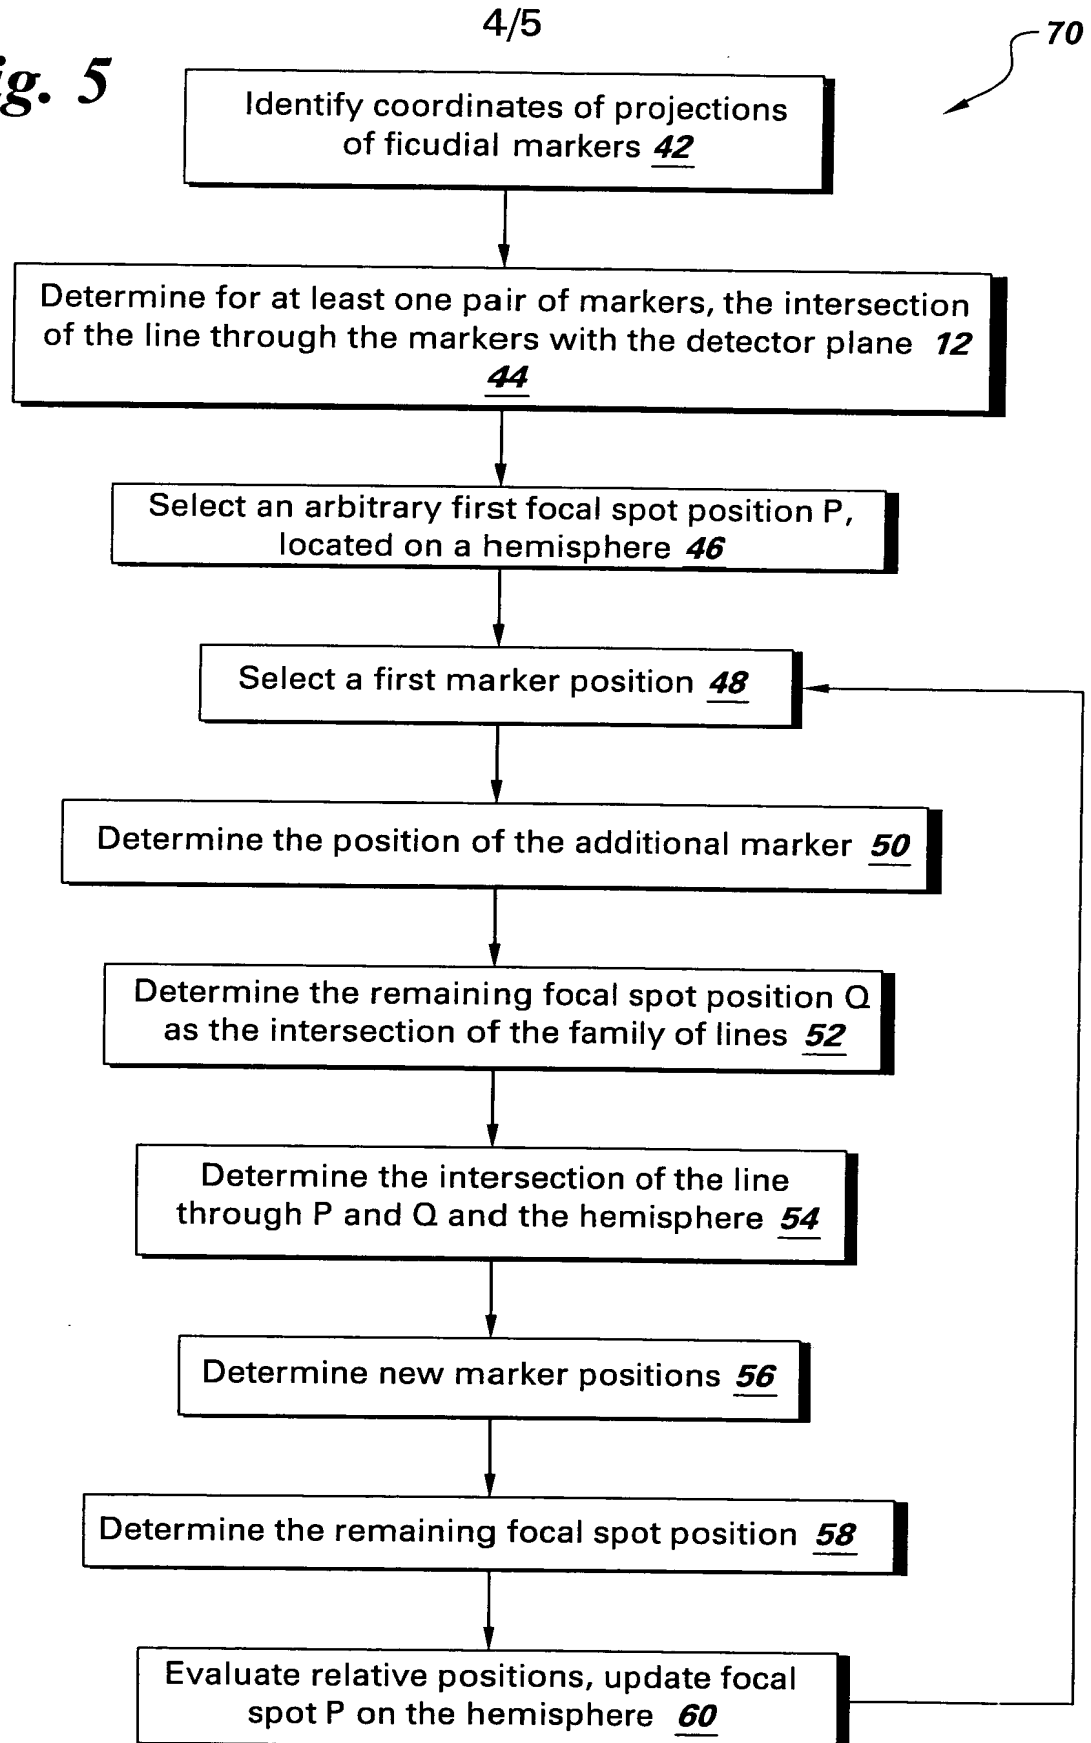 4/5
70
ig. 5
Identify coordinates of projections
of ficudial markers 42
Determine for at least one pair of markers, the intersection
of the line through the markers with the detector plane 12
44
Select an arbitrary first focal spot position P,
located on a hemisphere 46
Select a first marker position 48
Determine the position of the additional marker 50
Determine the remaining focal spot position Q
as the intersection of the family of lines 52
Determine the intersection of the line
through P and Q and the hemisphere 54
Determine new marker positions 56
Determine the remaining focal spot position 58
Evaluate relative positions, update focal
spot P on the hemisphere 60